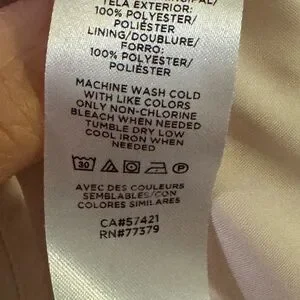 TELA EXTERIOR:
100% POLYESTER/
POLIÉSTER
LINING/DOUBLURE/
FORRO:
100% POLYESTER/
POLIÉSTER
MACHINE WASH COLD
WITH LIKE COLORS
ONLY NON-CHLORINE
BLEACH WHEN NEEDED
TUMBLE DRY LOW
COOL IRON WHEN
NEEDED
30 P
AVEC DES COULEURS
SEMBLABLES/CON
COLORES SIMILARES
CA#57421
RN#77379